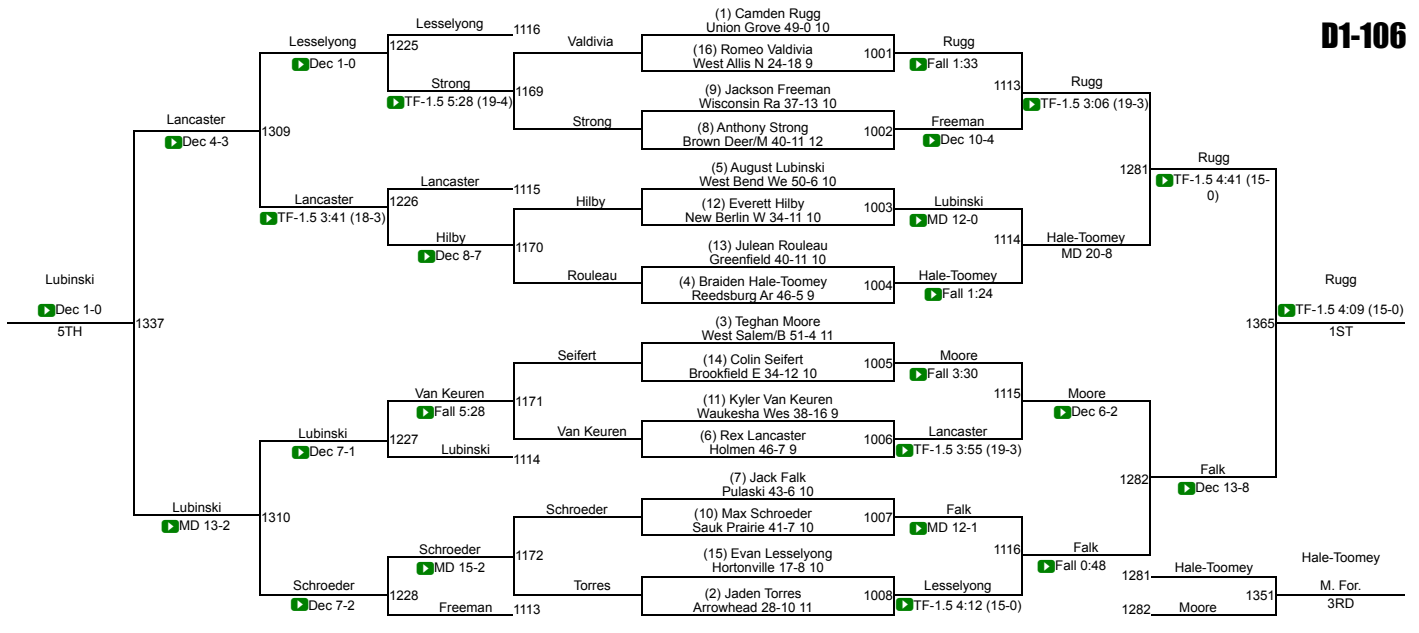 D1-106
(1) Camden Rugg
Union Grove 49-0 10
(16) Romeo Valdivia
West Allis N 24-18 9
1001
(9) Jackson Freeman
Wisconsin Ra 37-13 10
(8) Anthony Strong
Brown Deer/M 40-11 12
1002
(5) August Lubinski
West Bend We 50-6 10
(12) Everett Hilby
New Berlin W 34-11 10
1003
(13) Julean Rouleau
Greenfield 40-11 10
(4) Braiden Hale-Toomey
Reedsburg Ar 46-5 9
1004
(3) Teghan Moore
West Salem/B 51-4 11
(14) Colin Seifert
Brookfield E 34-12 10
1005
(11) Kyler Van Keuren
Waukesha Wes 38-16 9
(6) Rex Lancaster
Holmen 46-7 9
1006
(7) Jack Falk
Pulaski 43-6 10
(10) Max Schroeder
Sauk Prairie 41-7 10
1007
(15) Evan Lesselyong
Hortonville 17-8 10
(2) Jaden Torres
Arrowhead 28-10 11
1008
Rugg
Fall 1:33
Freeman
Dec 10-4
1113
Lubinski
MD 12-0
Hale-Toomey
Fall 1:24
1114
Moore
Fall 3:30
Lancaster
TF-1.5 3:55 (19-3)
1115
Falk
MD 12-1
Lesselyong
TF-1.5 4:12 (15-0)
1116
Rugg
TF-1.5 3:06 (19-3)
Hale-Toomey
MD 20-8
1281
Moore
Dec 6-2
Falk
Fall 0:48
1282
Rugg
TF-1.5 4:41 (15-
0)
Falk
Dec 13-8
1365
Rugg
TF-1.5 4:09 (15-0)
1ST
1281
Hale-Toomey
1282
Moore
1351
Hale-Toomey
M. For.
3RD
Valdivia
Strong
1169
Hilby
Rouleau
1170
Seifert
Van Keuren
1171
Schroeder
Torres
1172
Lesselyong
1116
Strong
TF-1.5 5:28 (19-4)
1225
Lancaster
1115
Hilby
Dec 8-7
1226
Van Keuren
Fall 5:28
Lubinski
1114
1227
Schroeder
MD 15-2
Freeman
1113
1228
Lesselyong
Dec 1-0
Lancaster
TF-1.5 3:41 (18-3)
1309
Lubinski
Dec 7-1
Schroeder
Dec 7-2
1310
Lancaster
Dec 4-3
Lubinski
MD 13-2
1337
Lubinski
Dec 1-0
5TH